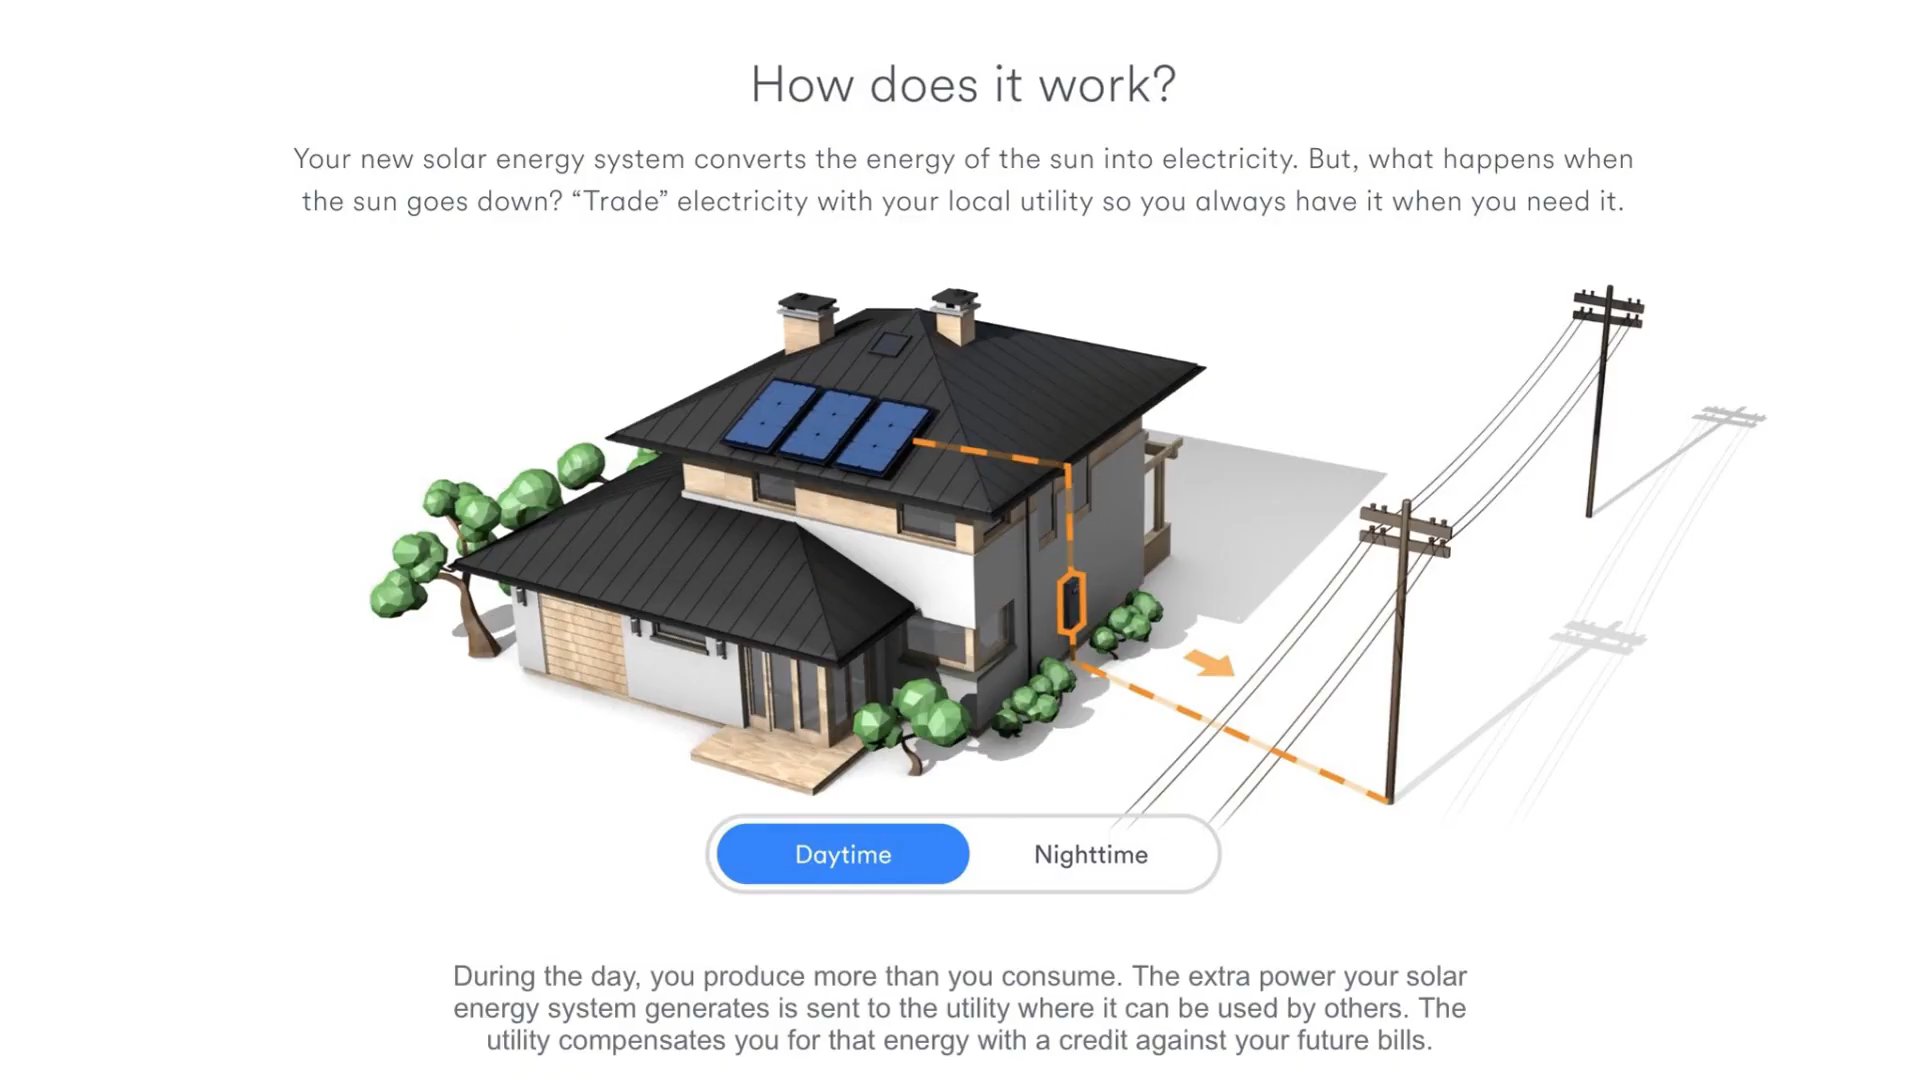 How does it work?
Your new solar energy system converts the energy of the sun into electricity. But, what happens when
the sun goes down? “Trade” electricity with your local utility so you always have it when you need it.
Daytime
Nighttime
During the day, you produce more than you consume. The extra power your solar
energy system generates is sent to the utility where it can be used by others. The
utility compensates you for that energy with a credit against your future bills.